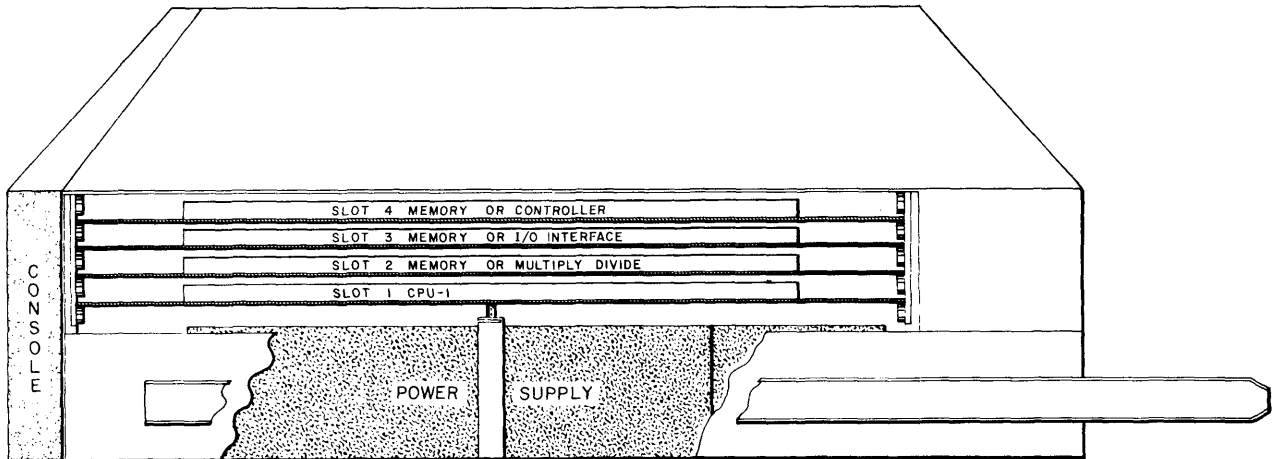 SLOT 4 MEMORY OR CONTROLLER
SLOT 3 MEMORY OR I/O INTERFACE
SLOT 2 MEMORY OR MULTIPLY DIVIDE
SLOT 1 CPU-1
CONSOLE
POWER SUPPLY